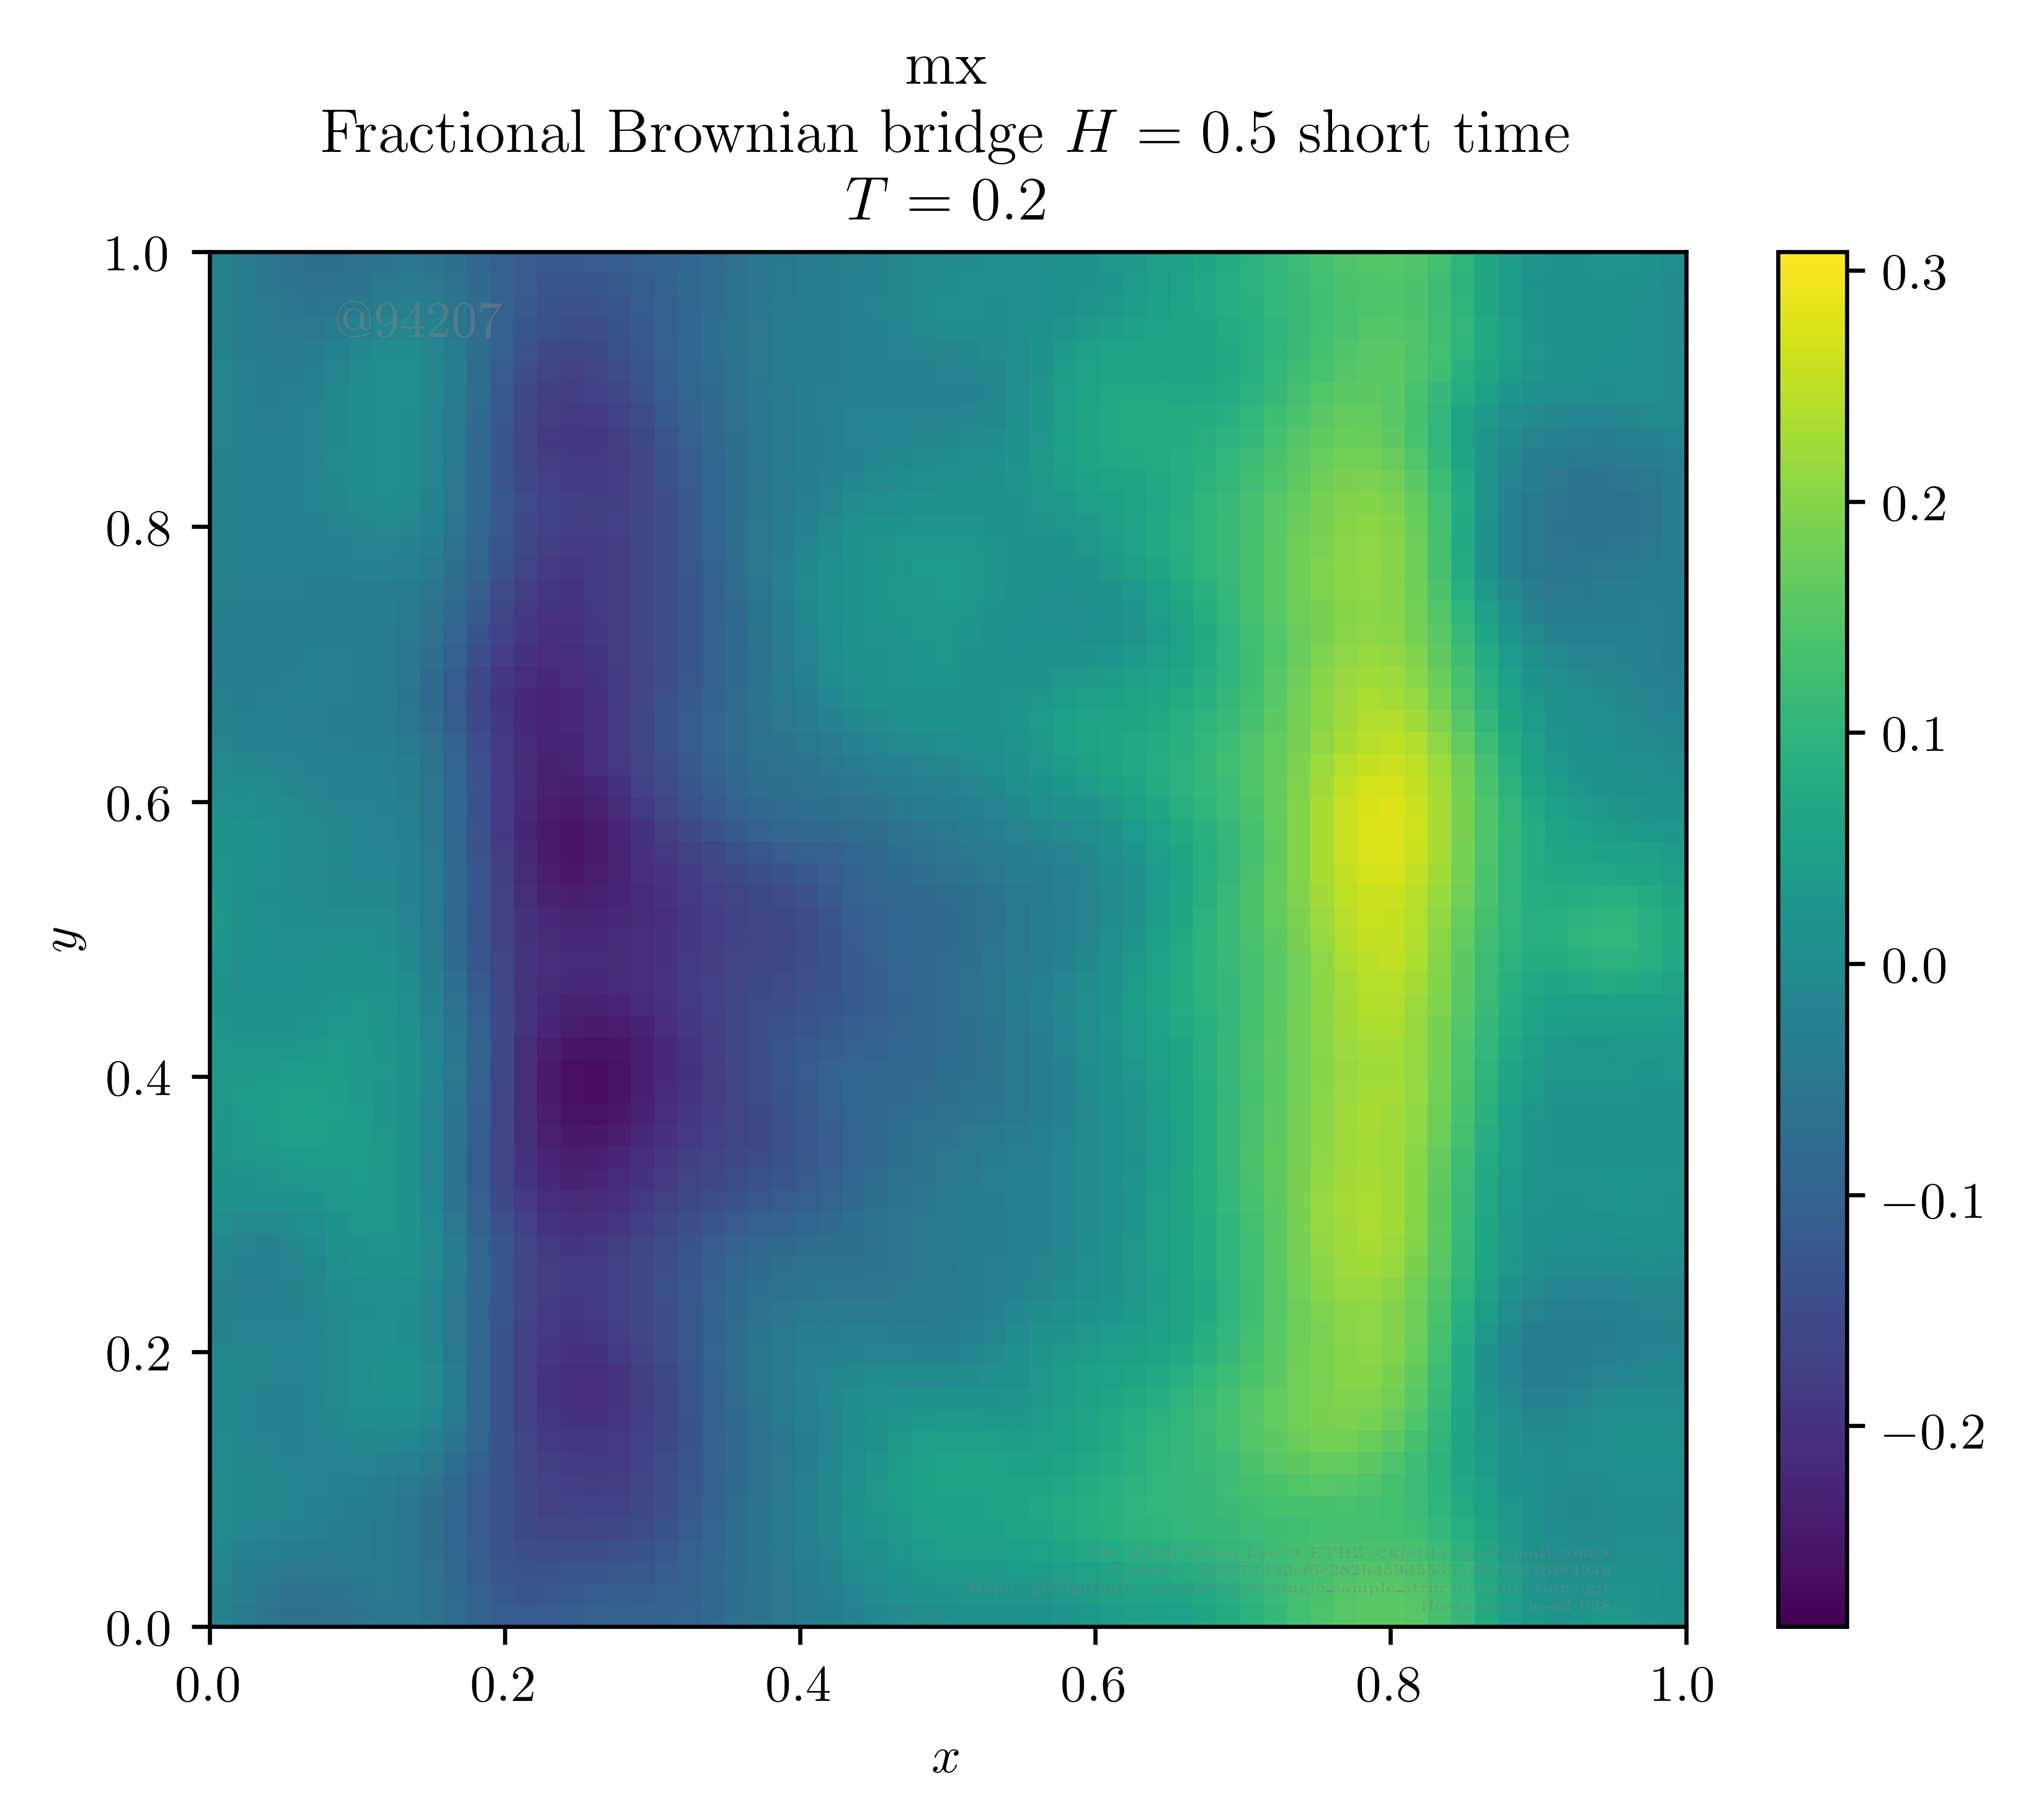 mx
Fractional Brownian bridge H = 0.5 short time
T = 0.2
1.0
0.8
0.6
0.4
0.2
0.0
y
0.0 0.2 0.4 0.6 0.8 1.0
x
0.3
0.2
0.1
0.0
−0.1
−0.2
@94207
@ ETHZ